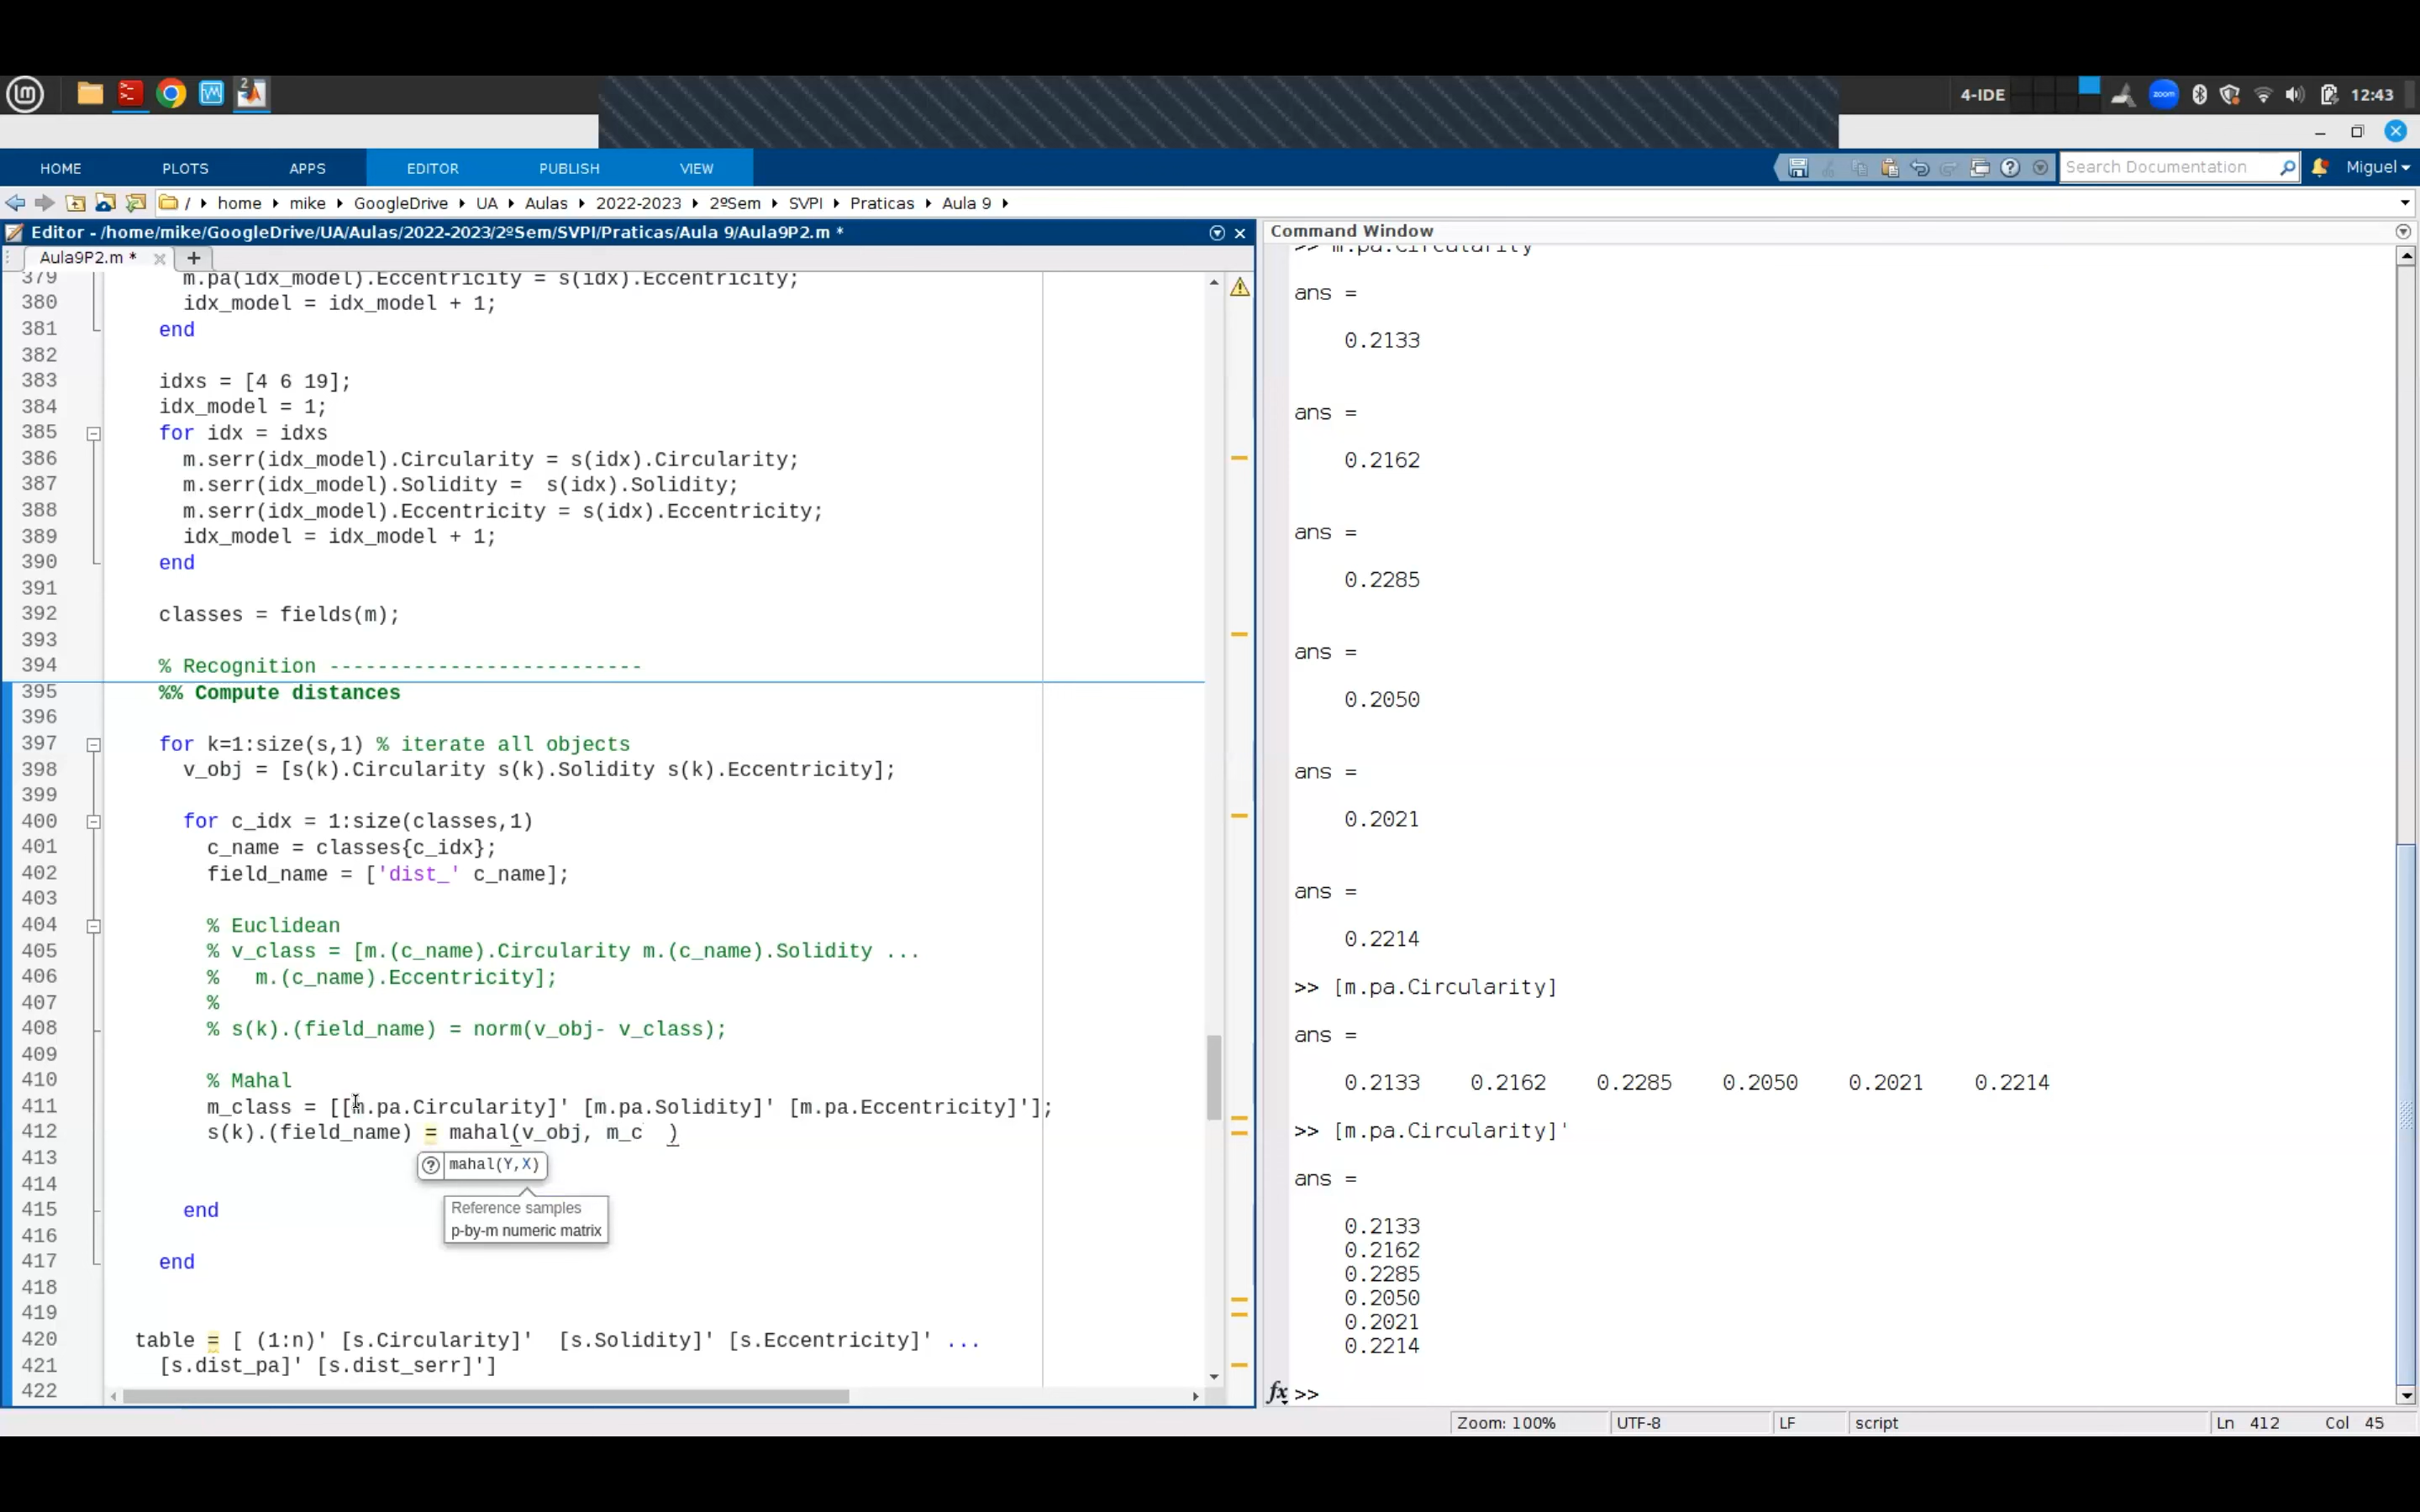 4-IDE
zoom
12:43
HOME PLOTS APPS EDITOR PUBLISH VIEW
Search Documentation
Miguel
/ home mike GoogleDrive UA Aulas 2022-2023 2ºSem SVPI Praticas Aula 9
Editor - /home/mike/GoogleDrive/UA/Aulas/2022-2023/2ºSem/SVPI/Praticas/Aula 9/Aula9P2.m *
Aula9P2.m * +
379 m.pa(idx_model).Eccentricity = s(idx).Eccentricity;
380 idx_model = idx_model + 1;
381 end
382
383 idxs = [4 6 19];
384 idx_model = 1;
385 for idx = idxs
386 m.serr(idx_model).Circularity = s(idx).Circularity;
387 m.serr(idx_model).Solidity =  s(idx).Solidity;
388 m.serr(idx_model).Eccentricity = s(idx).Eccentricity;
389 idx_model = idx_model + 1;
390 end
391
392 classes = fields(m);
393
394 % Recognition --------------------------
395 %% Compute distances
396
397 for k=1:size(s,1) % iterate all objects
398 v_obj = [s(k).Circularity s(k).Solidity s(k).Eccentricity];
399
400 for c_idx = 1:size(classes,1)
401 c_name = classes{c_idx};
402 field_name = ['dist_' c_name];
403
404 % Euclidean
405 % v_class = [m.(c_name).Circularity m.(c_name).Solidity ...
406 %   m.(c_name).Eccentricity];
407 %
408 % s(k).(field_name) = norm(v_obj- v_class);
409
410 % Mahal
411 m_class = [[m.pa.Circularity]' [m.pa.Solidity]' [m.pa.Eccentricity]'];
412 s(k).(field_name) = mahal(v_obj, m_c  )
413
mahal(Y,X)
414
Reference samples
p-by-m numeric matrix
415 end
416
417 end
418
419
420 table = [ (1:n)' [s.Circularity]'  [s.Solidity]' [s.Eccentricity]' ...
421 [s.dist_pa]' [s.dist_serr]']
422
Command Window
>> m.pa.Circularity
ans =
0.2133
ans =
0.2162
ans =
0.2285
ans =
0.2050
ans =
0.2021
ans =
0.2214
>> [m.pa.Circularity]
ans =
0.2133 0.2162 0.2285 0.2050 0.2021 0.2214
>> [m.pa.Circularity]'
ans =
0.2133
0.2162
0.2285
0.2050
0.2021
0.2214
fx >>
Zoom: 100% UTF-8 LF script Ln 412 Col 45